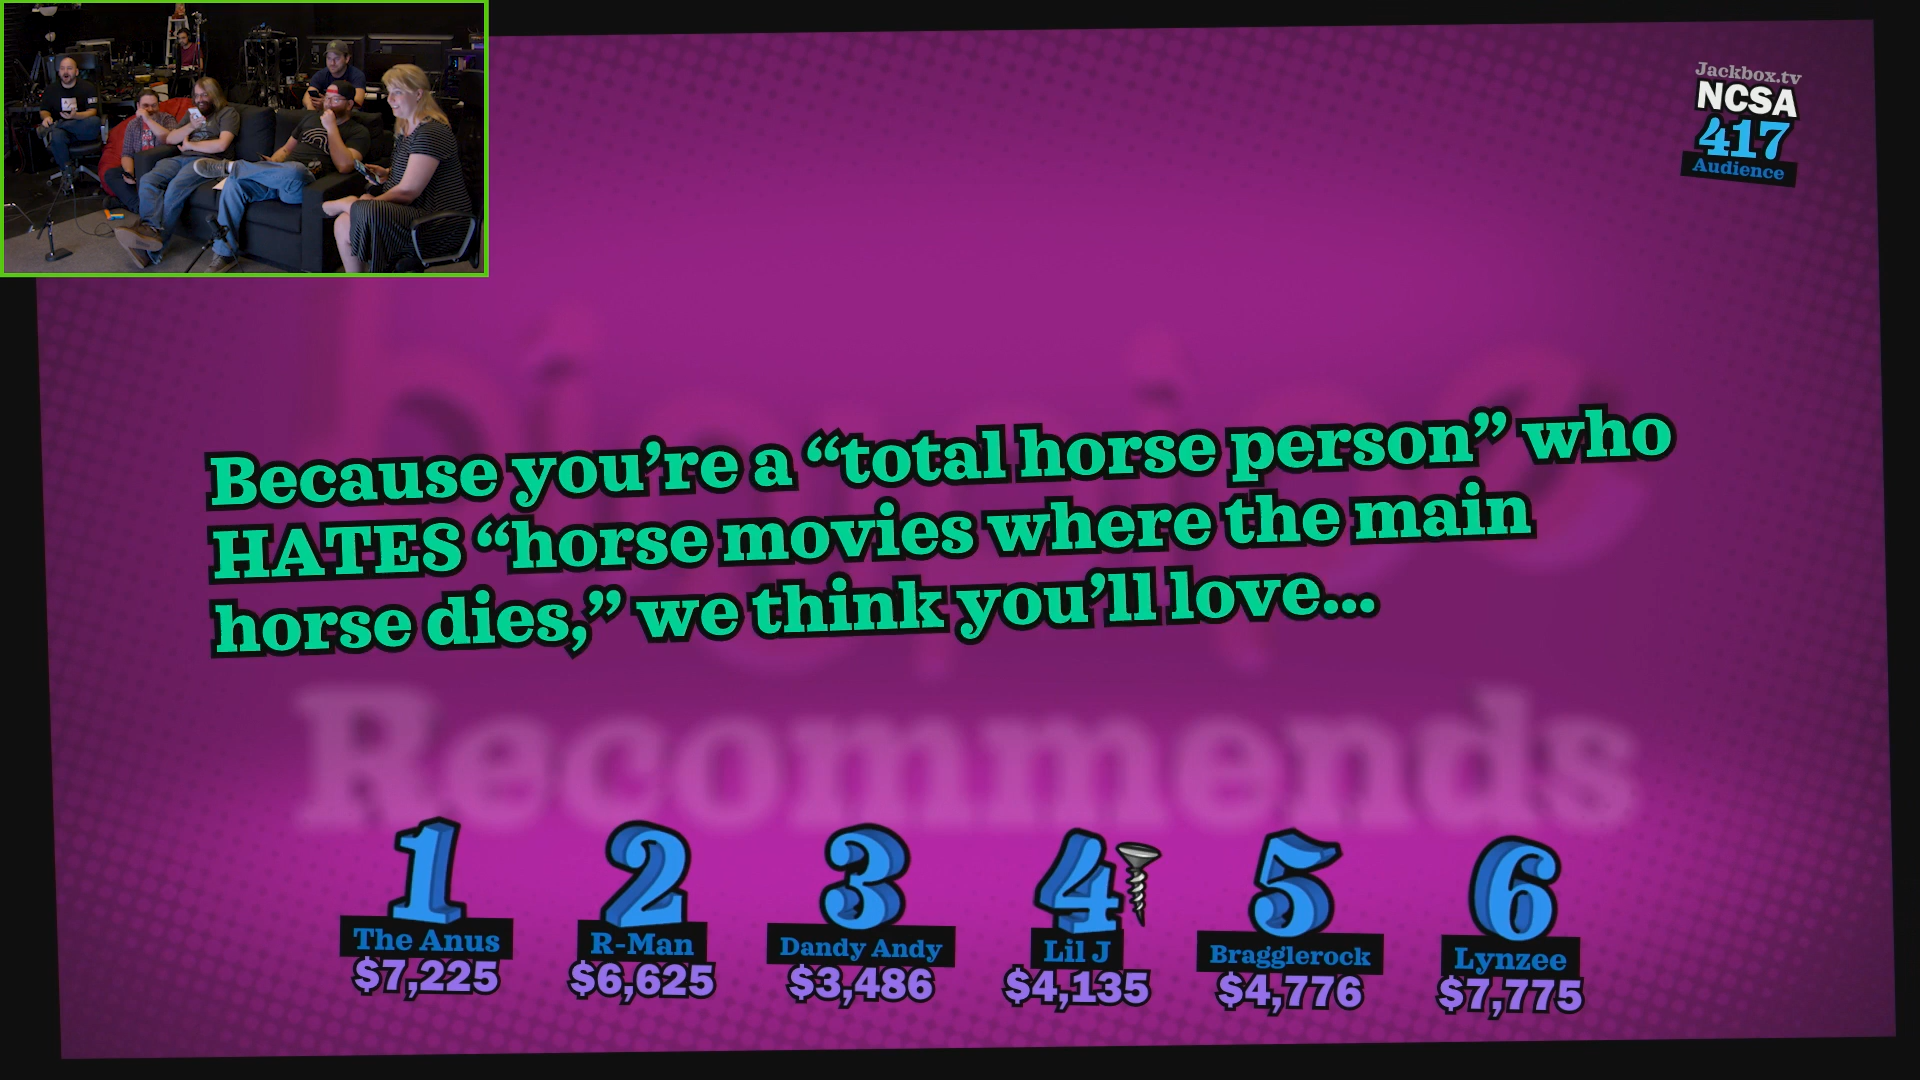 Jackbox.tv
NCSA
417
Audience
Because you’re a “total horse person” who
HATES “horse movies where the main
horse dies,” we think you’ll love...
Recommends
1
2
3
4
5
6
The Anus
R-Man
Dandy Andy
Lil J
Bragglerock
Lynzee
$7,225
$6,625
$3,486
$4,135
$4,776
$7,775